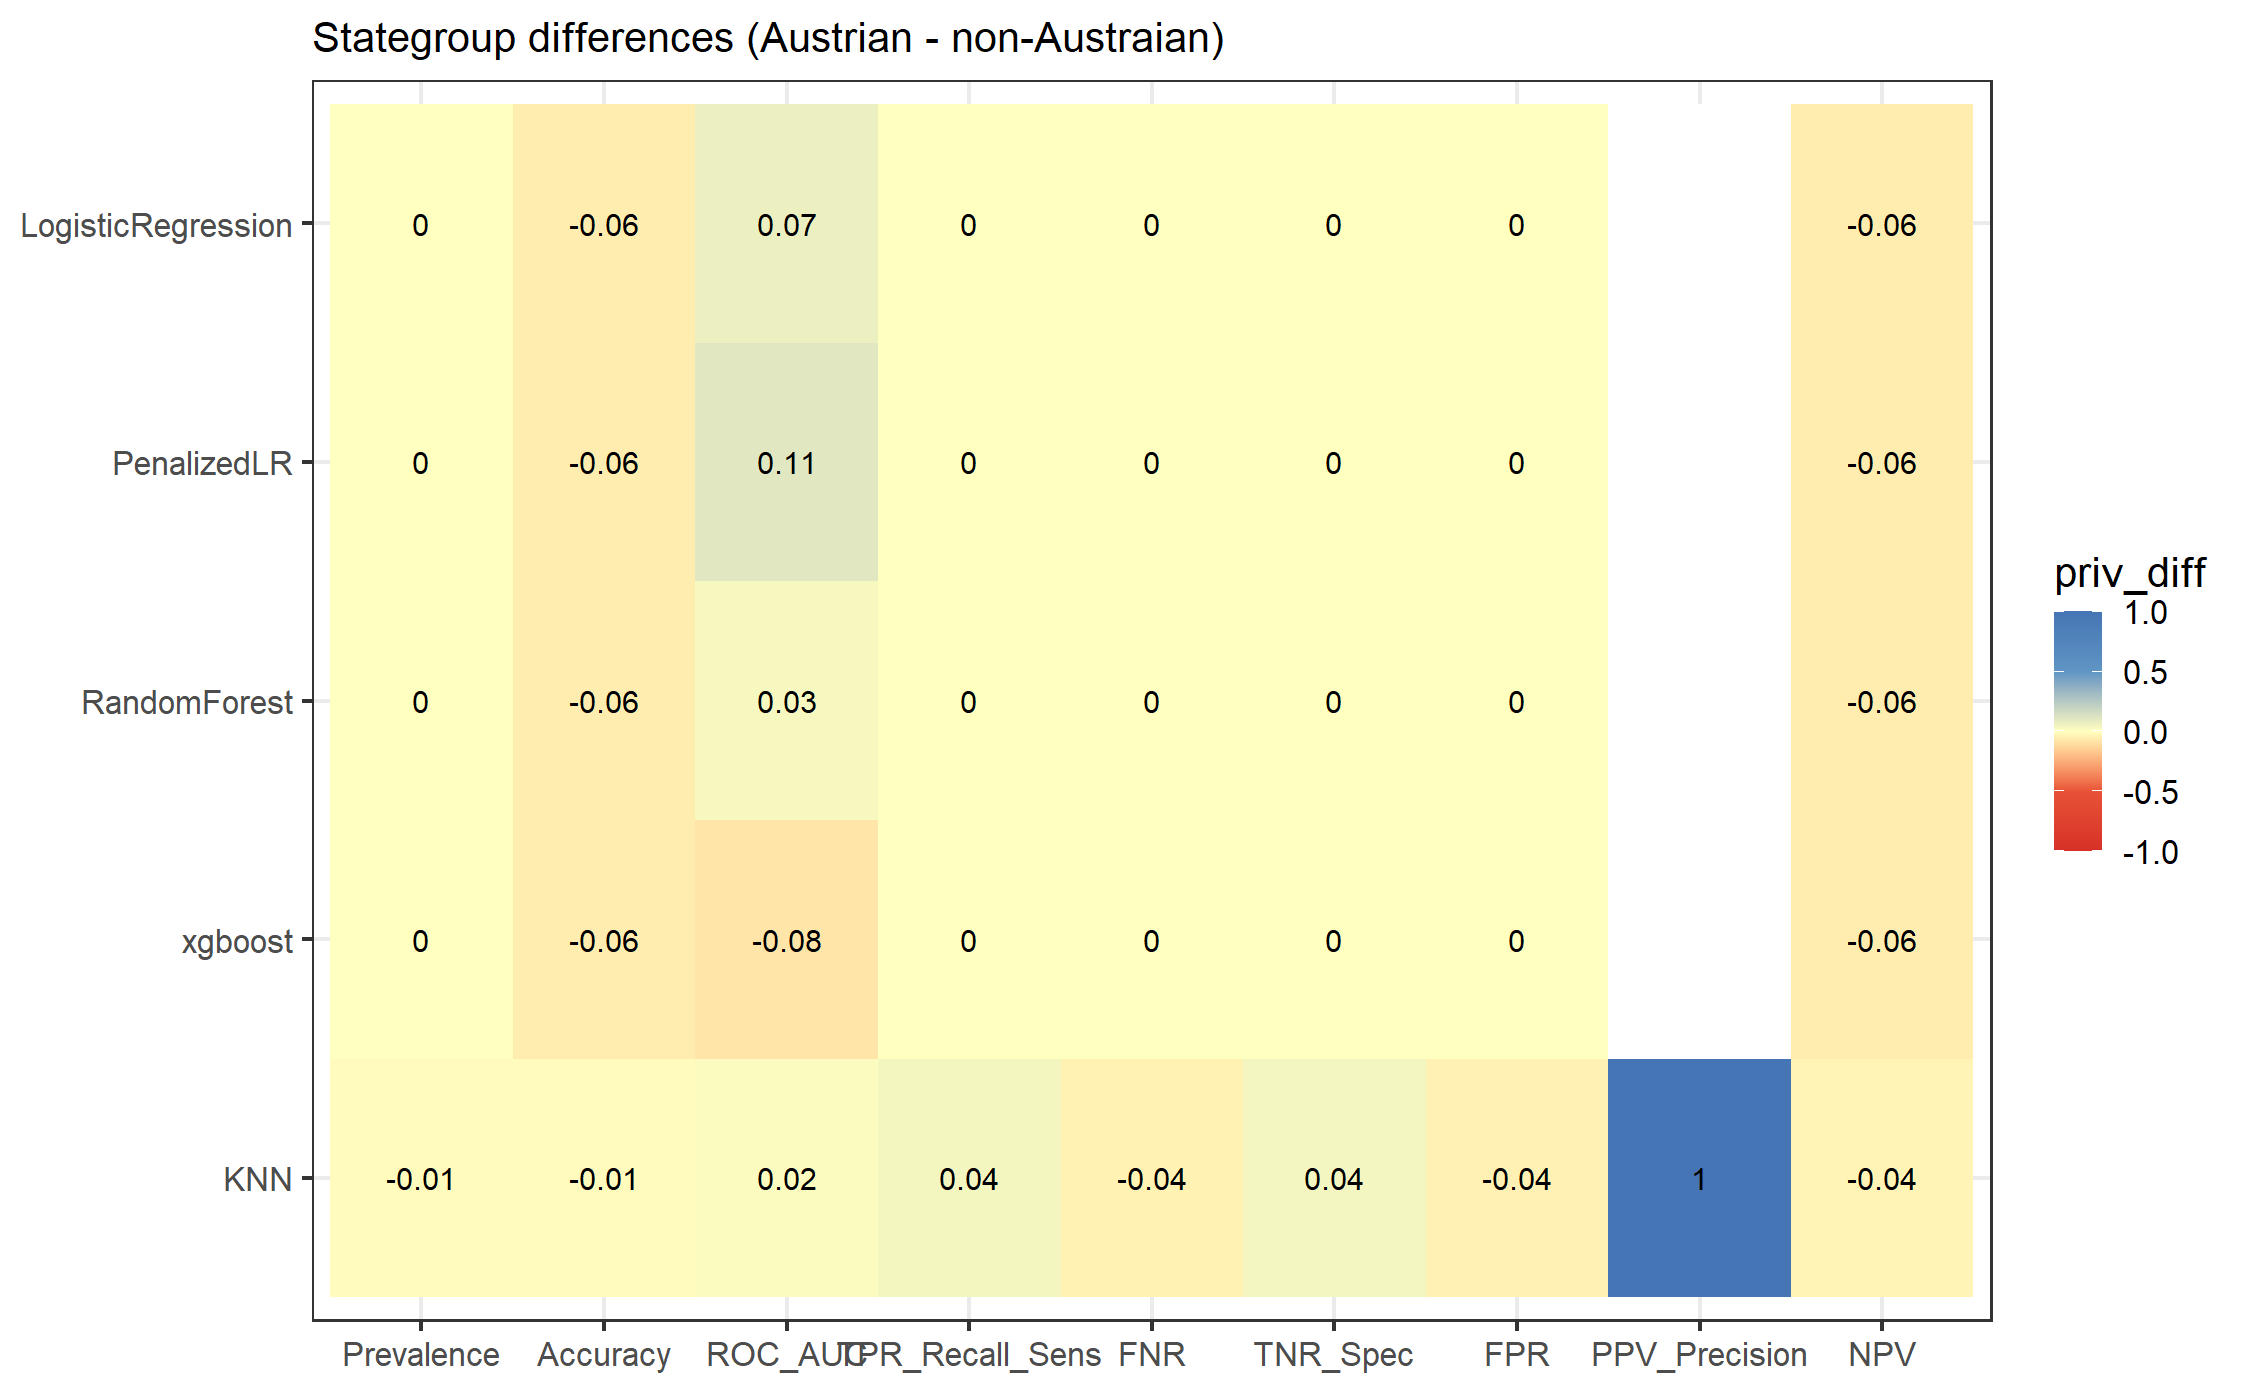 Stategroup differences (Austrian - non-Austraian)
LogisticRegression 0 -0.06 0.07 0 0 0 0 -0.06
PenalizedLR 0 -0.06 0.11 0 0 0 0 -0.06
RandomForest 0 -0.06 0.03 0 0 0 0 -0.06
xgboost 0 -0.06 -0.08 0 0 0 0 -0.06
KNN -0.01 -0.01 0.02 0.04 -0.04 0.04 -0.04 1 -0.04
Prevalence Accuracy ROC_AUC TPR_Recall_Sens FNR TNR_Spec FPR PPV_Precision NPV
priv_diff
1.0
0.5
0.0
-0.5
-1.0